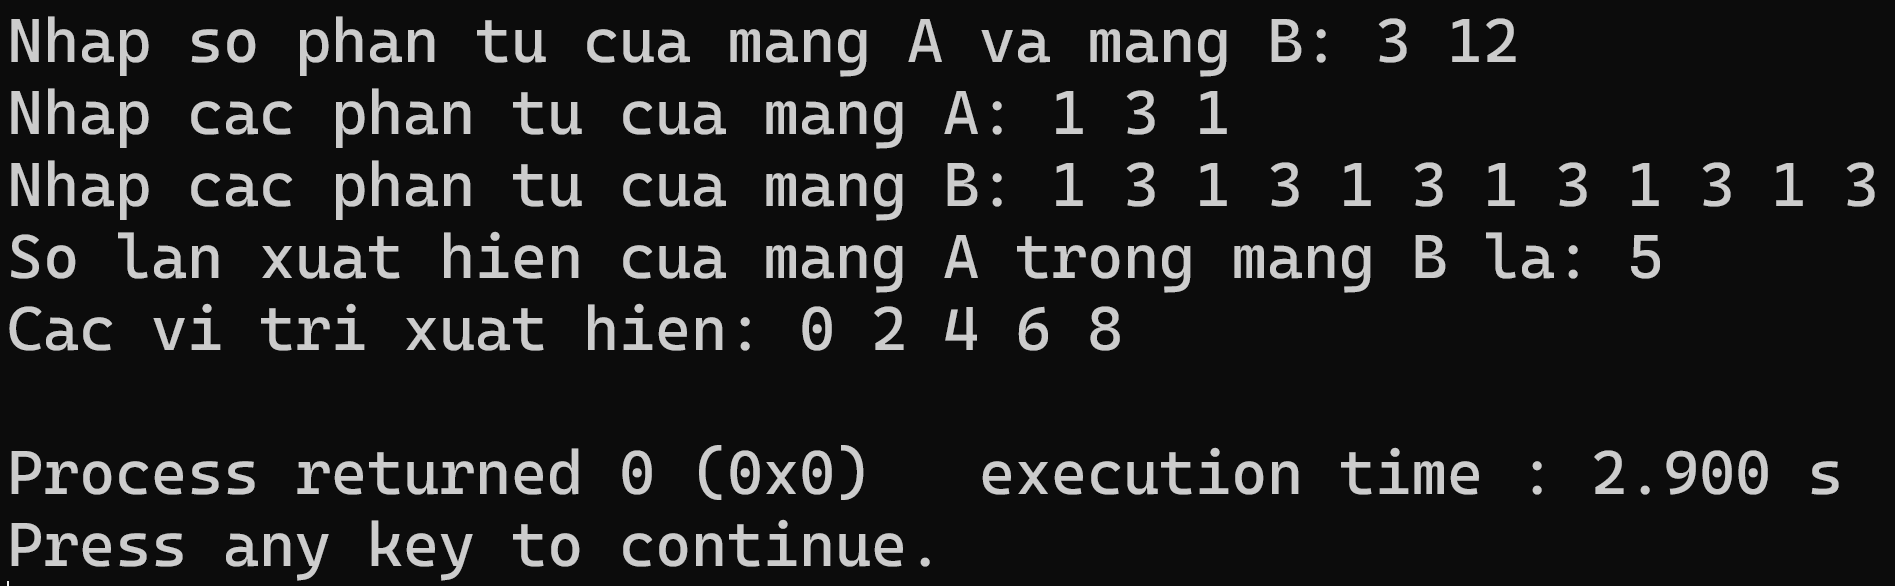 Nhap so phan tu cua mang A va mang B: 3 12
Nhap cac phan tu cua mang A: 1 3 1
Nhap cac phan tu cua mang B: 1 3 1 3 1 3 1 3 1 3 1 3
So lan xuat hien cua mang A trong mang B la: 5
Cac vi tri xuat hien: 0 2 4 6 8
Process returned 0 (0x0)   execution time : 2.900 s
Press any key to continue.